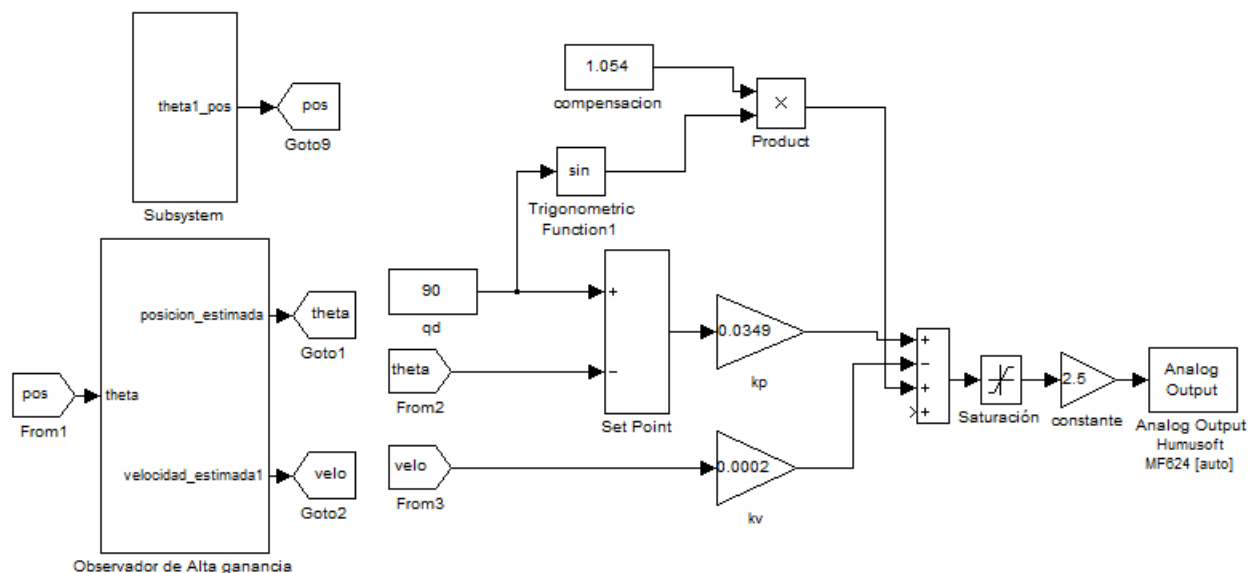 theta1_pos
pos
Goto9
Subsystem
1.054
compensacion
×
Product
sin
Trigonometric
Function1
pos
From1
theta
posicion_estimada
velocidad_estimada1
Observador de Alta ganancia
theta
Goto1
velo
Goto2
90
qd
theta
From2
velo
From3
+
−
Set Point
0.0349
kp
0.0002
kv
+
−
+
+
Saturación
2.5
constante
Analog
Output
Analog Output
Humusoft
MF624 [auto]